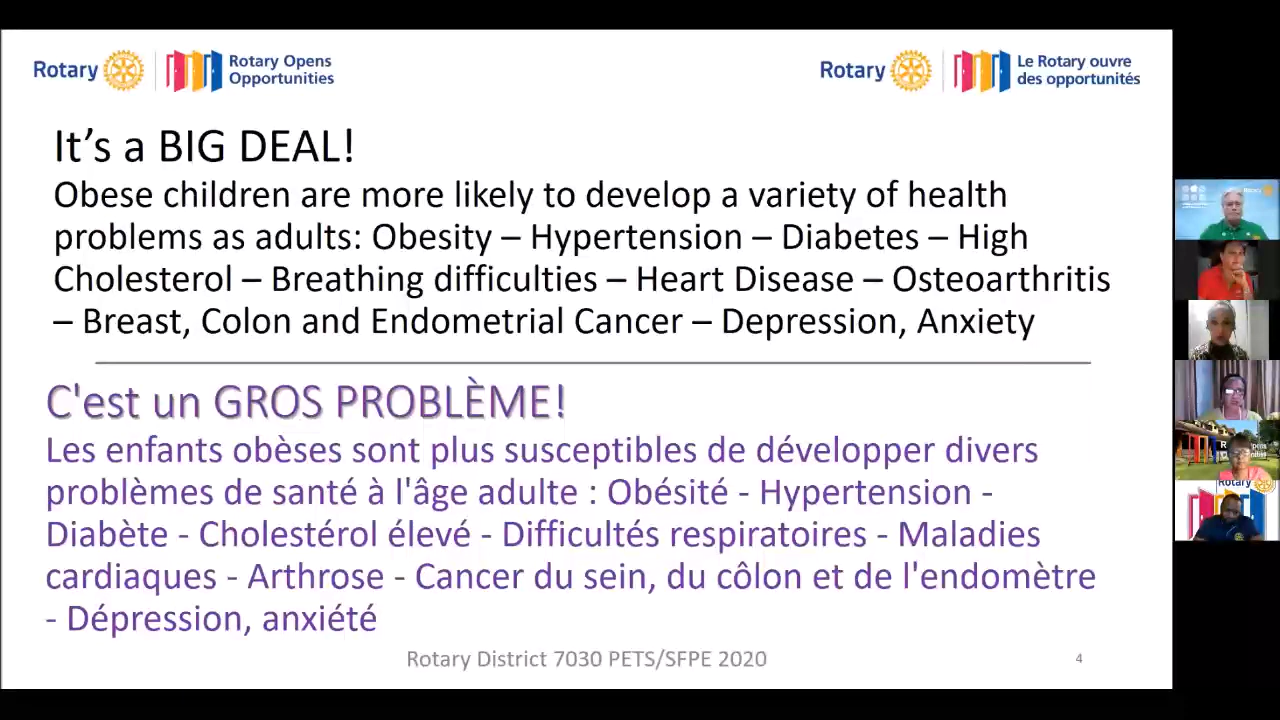 Rotary
Rotary Opens
Opportunities
Rotary
Le Rotary ouvre
des opportunités
It's a BIG DEAL!
Obese children are more likely to develop a variety of health
problems as adults: Obesity – Hypertension – Diabetes – High
Cholesterol – Breathing difficulties – Heart Disease – Osteoarthritis
– Breast, Colon and Endometrial Cancer – Depression, Anxiety
C'est un GROS PROBLÈME!
Les enfants obèses sont plus susceptibles de développer divers
problèmes de santé à l'âge adulte : Obésité - Hypertension -
Diabète - Cholestérol élevé - Difficultés respiratoires - Maladies
cardiaques - Arthrose - Cancer du sein, du côlon et de l'endomètre
- Dépression, anxiété
Rotary District 7030 PETS/SFPE 2020
4
Rotary